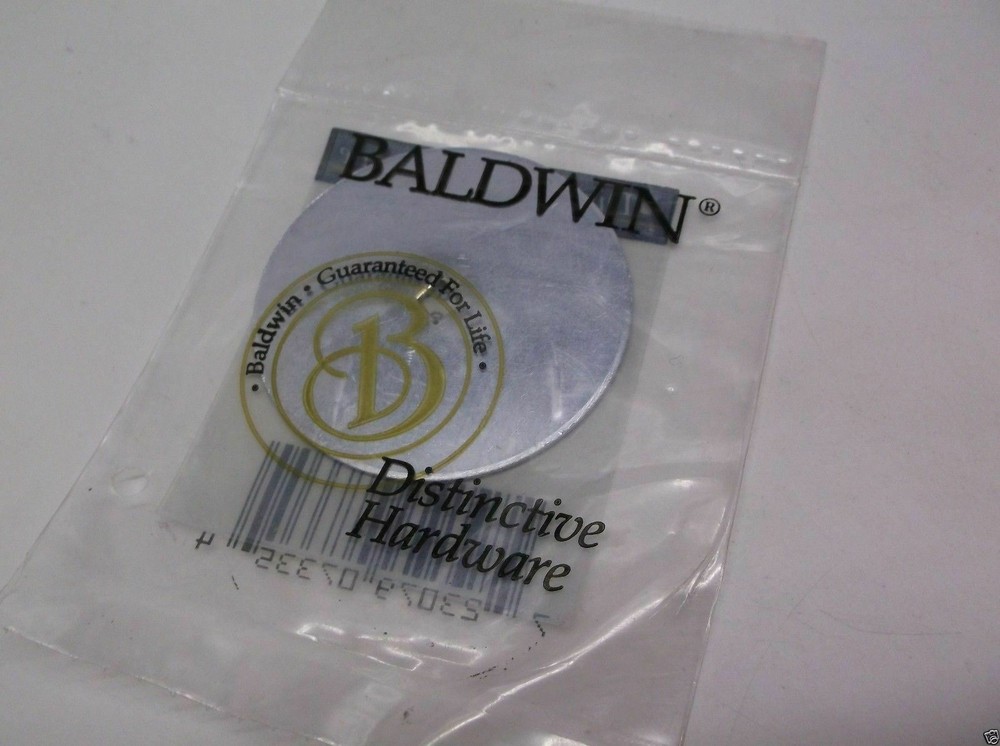 BALDWIN®
• Baldwin • Guaranteed For Life •
B
Distinctive
Hardware